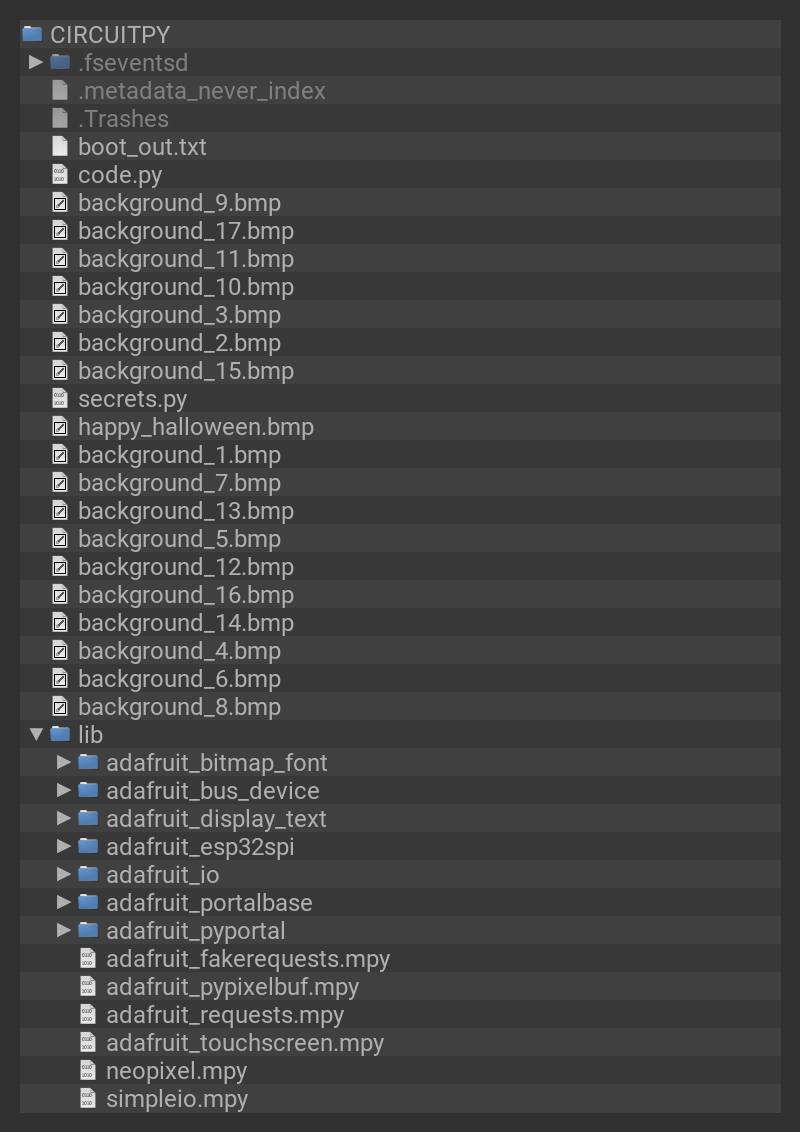 CIRCUITPY
.fseventsd
.metadata_never_index
.Trashes
boot_out.txt
code.py
background_9.bmp
background_17.bmp
background_11.bmp
background_10.bmp
background_3.bmp
background_2.bmp
background_15.bmp
secrets.py
happy_halloween.bmp
background_1.bmp
background_7.bmp
background_13.bmp
background_5.bmp
background_12.bmp
background_16.bmp
background_14.bmp
background_4.bmp
background_6.bmp
background_8.bmp
lib
adafruit_bitmap_font
adafruit_bus_device
adafruit_display_text
adafruit_esp32spi
adafruit_io
adafruit_portalbase
adafruit_pyportal
adafruit_fakerequests.mpy
adafruit_pypixelbuf.mpy
adafruit_requests.mpy
adafruit_touchscreen.mpy
neopixel.mpy
simpleio.mpy